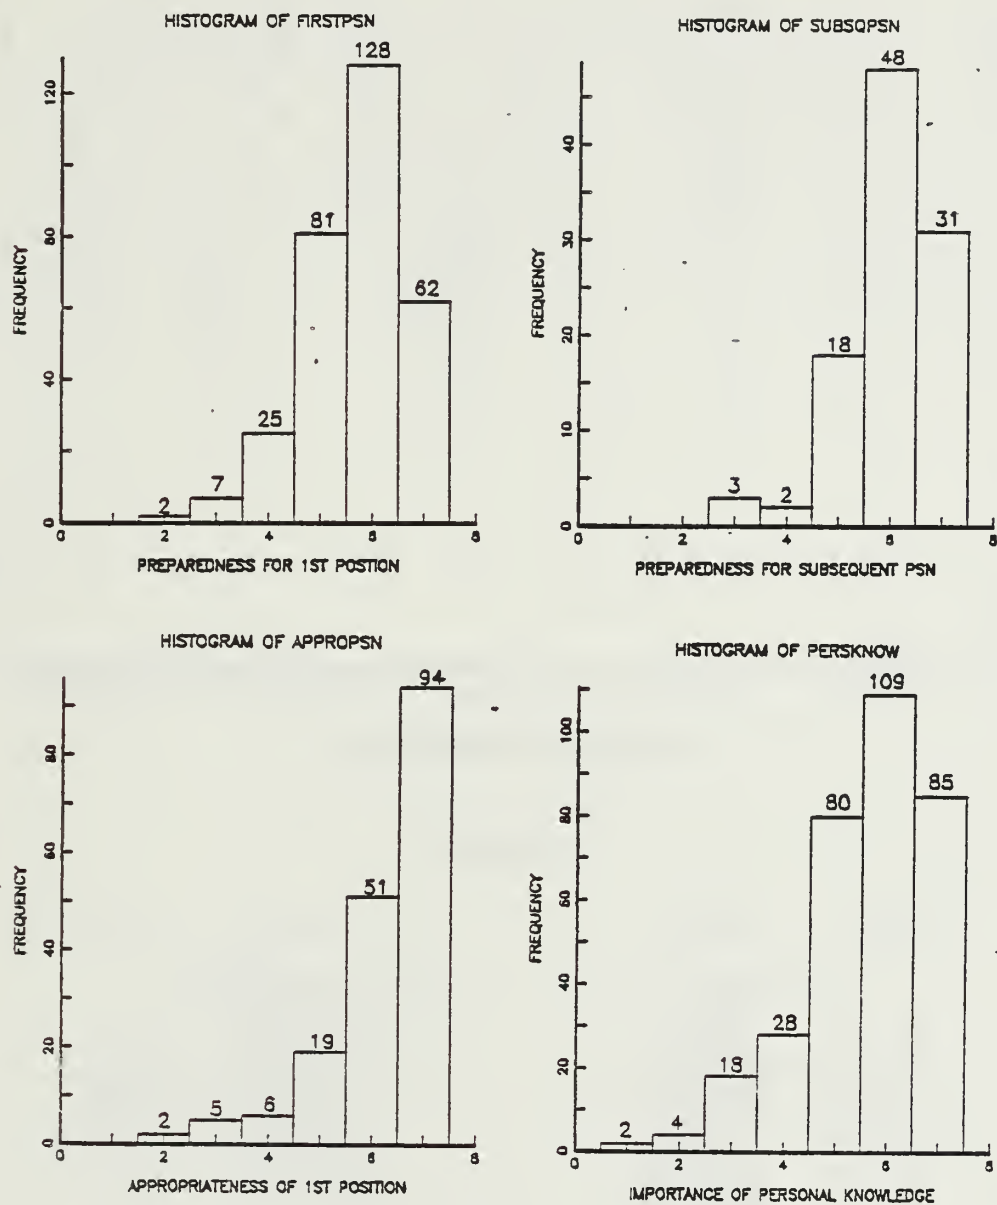 HISTOGRAM OF FIRSTPSN
FREQUENCY
0 40 80 120
2 7 25 81 128 62
0 2 4 6 8
PREPAREDNESS FOR 1ST POSTION
HISTOGRAM OF SUBSQPSN
FREQUENCY
0 10 20 30 40
3 2 18 48 31
0 2 4 6 8
PREPAREDNESS FOR SUBSEQUENT PSN
HISTOGRAM OF APPROPSN
FREQUENCY
0 20 40 60 80
2 5 6 19 51 94
0 2 4 6 8
APPROPRIATENESS OF 1ST POSITION
HISTOGRAM OF PERSKNOW
FREQUENCY
0 20 40 60 80 100
2 4 18 28 80 109 85
0 2 4 6 8
IMPORTANCE OF PERSONAL KNOWLEDGE